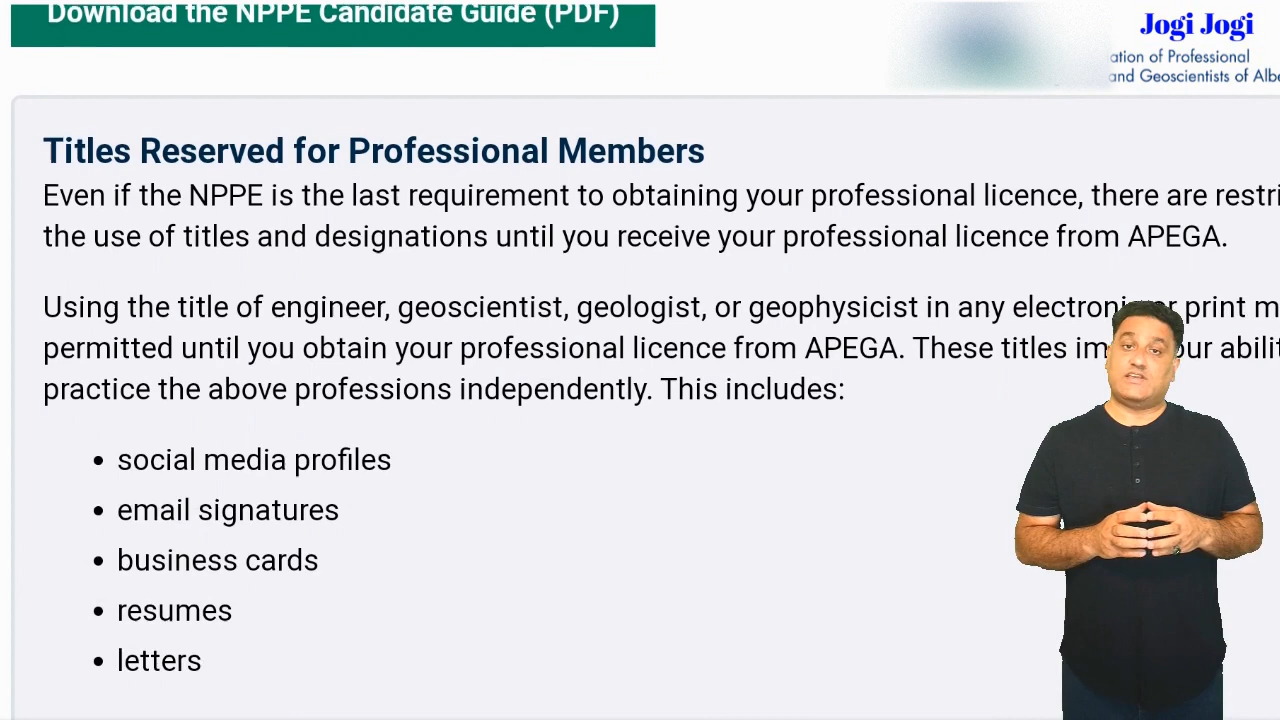 Download the NPPE Candidate Guide (PDF)
Jogi Jogi
ation of Professional
and Geoscientists of Albe
Titles Reserved for Professional Members
Even if the NPPE is the last requirement to obtaining your professional licence, there are restri
the use of titles and designations until you receive your professional licence from APEGA.
Using the title of engineer, geoscientist, geologist, or geophysicist in any electronic or print m
permitted until you obtain your professional licence from APEGA. These titles im our abilit
practice the above professions independently. This includes:
• social media profiles
• email signatures
• business cards
• resumes
• letters